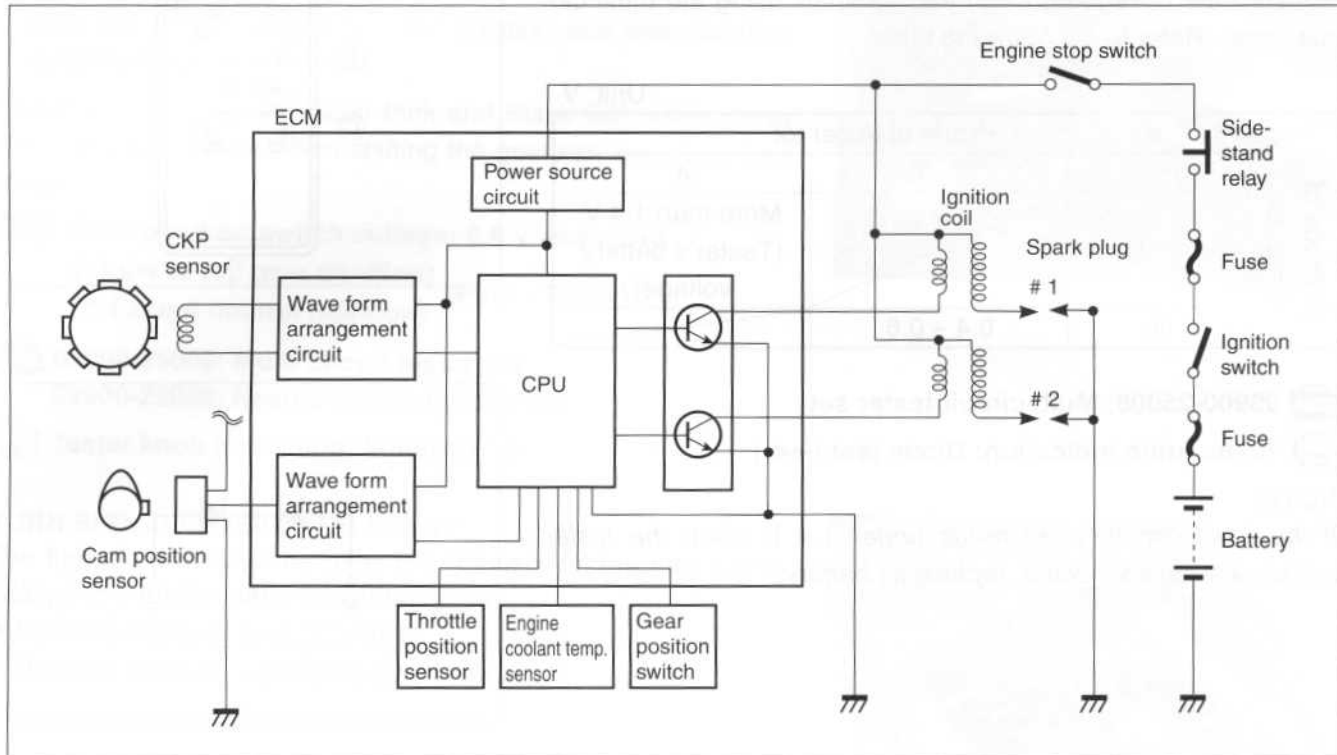 Engine stop switch
ECM
Side-
stand
relay
Power source
circuit
Ignition
coil
CKP
sensor
Spark plug
Fuse
# 1
Wave form
arrangement
circuit
Ignition
switch
CPU
# 2
Fuse
Wave form
arrangement
circuit
Battery
Cam position
sensor
Throttle
position
sensor
Engine
coolant temp.
sensor
Gear
position
switch